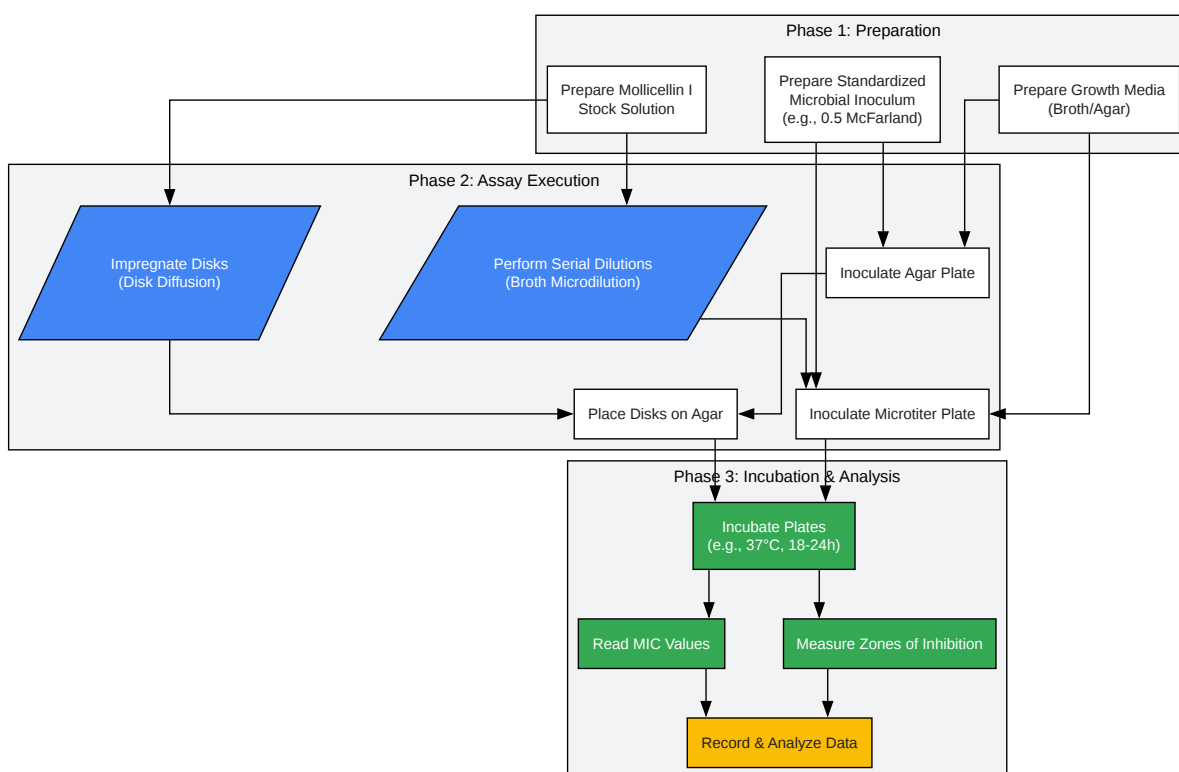 Phase 1: Preparation
Prepare Mollicellin I
Stock Solution
Prepare Standardized
Microbial Inoculum
(e.g., 0.5 McFarland)
Prepare Growth Media
(Broth/Agar)
Phase 2: Assay Execution
Impregnate Disks
(Disk Diffusion)
Perform Serial Dilutions
(Broth Microdilution)
Inoculate Agar Plate
Place Disks on Agar
Inoculate Microtiter Plate
Phase 3: Incubation & Analysis
Incubate Plates
(e.g., 37°C, 18-24h)
Read MIC Values
Measure Zones of Inhibition
Record & Analyze Data